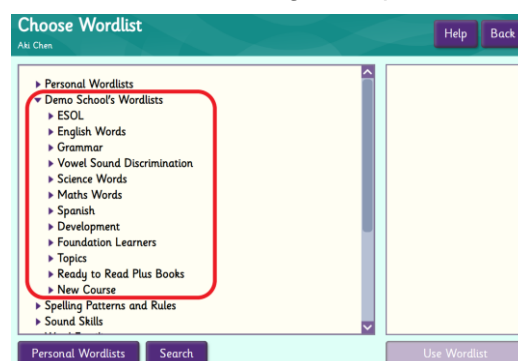 Choose Wordlist
Aki Chen
Help
Back
Personal Wordlists
Demo School's Wordlists
ESOL
English Words
Grammar
Vowel Sound Discrimination
Science Words
Maths Words
Spanish
Development
Foundation Learners
Topics
Ready to Read Plus Books
New Course
Spelling Patterns and Rules
Sound Skills
Personal Wordlists
Search
Use Wordlist